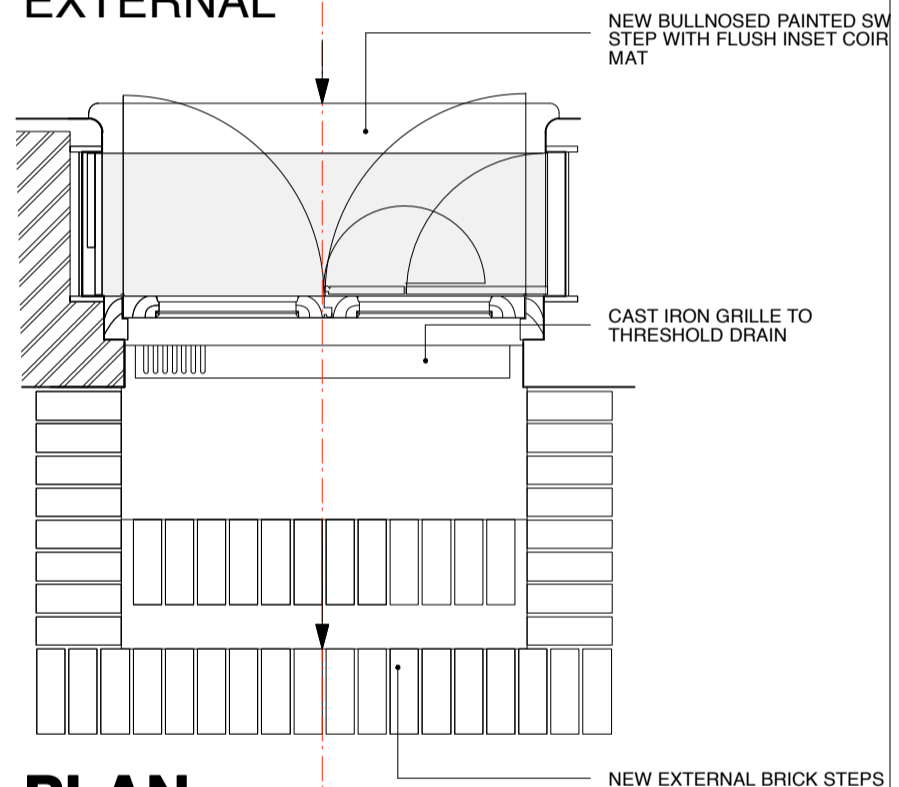 EXTERNAL
NEW BULLNOSED PAINTED SW
STEP WITH FLUSH INSET COIR
MAT
CAST IRON GRILLE TO
THRESHOLD DRAIN
NEW EXTERNAL BRICK STEPS
PLAN